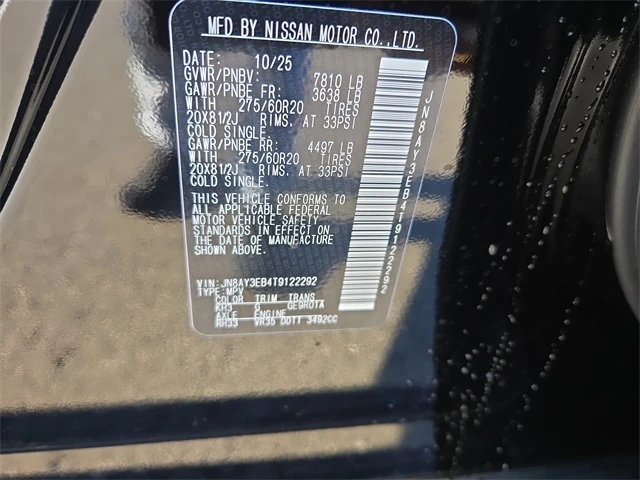 MFD BY NISSAN MOTOR CO.,LTD.
DATE: 10/25
GVWR/PNBV: 7810 LB
GAWR/PNBE FR: 3638 LB
WITH 275/60R20 TIRES
20X81/2J RIMS. AT 33PSI
COLD SINGLE.
GAWR/PNBE RR: 4497 LB
WITH 275/60R20 TIRES
20X81/2J RIMS. AT 33PSI
COLD SINGLE.
THIS VEHICLE CONFORMS TO
ALL APPLICABLE FEDERAL
MOTOR VEHICLE SAFETY
STANDARDS IN EFFECT ON
THE DATE OF MANUFACTURE
SHOWN ABOVE.
VIN:JN8AY3EB4T9122292
TYPE:MPV
COLOR TRIM TRANS
KH3 G GE9R01A
AXLE ENGINE
RH33 VR35 DDTT 3492CC
JN8AY3EB4T9122292